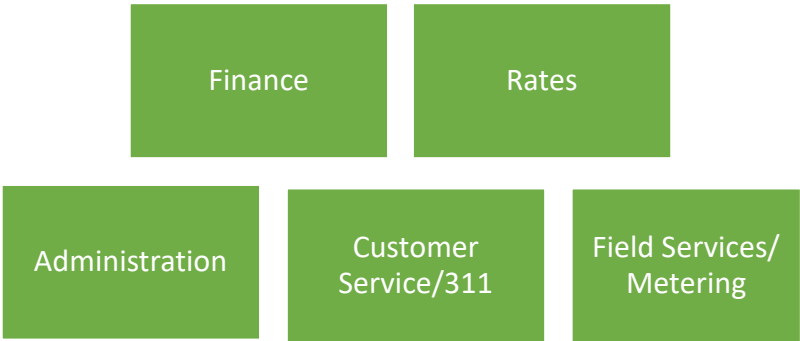 Finance
Rates
Administration
Customer
Service/311
Field Services/
Metering